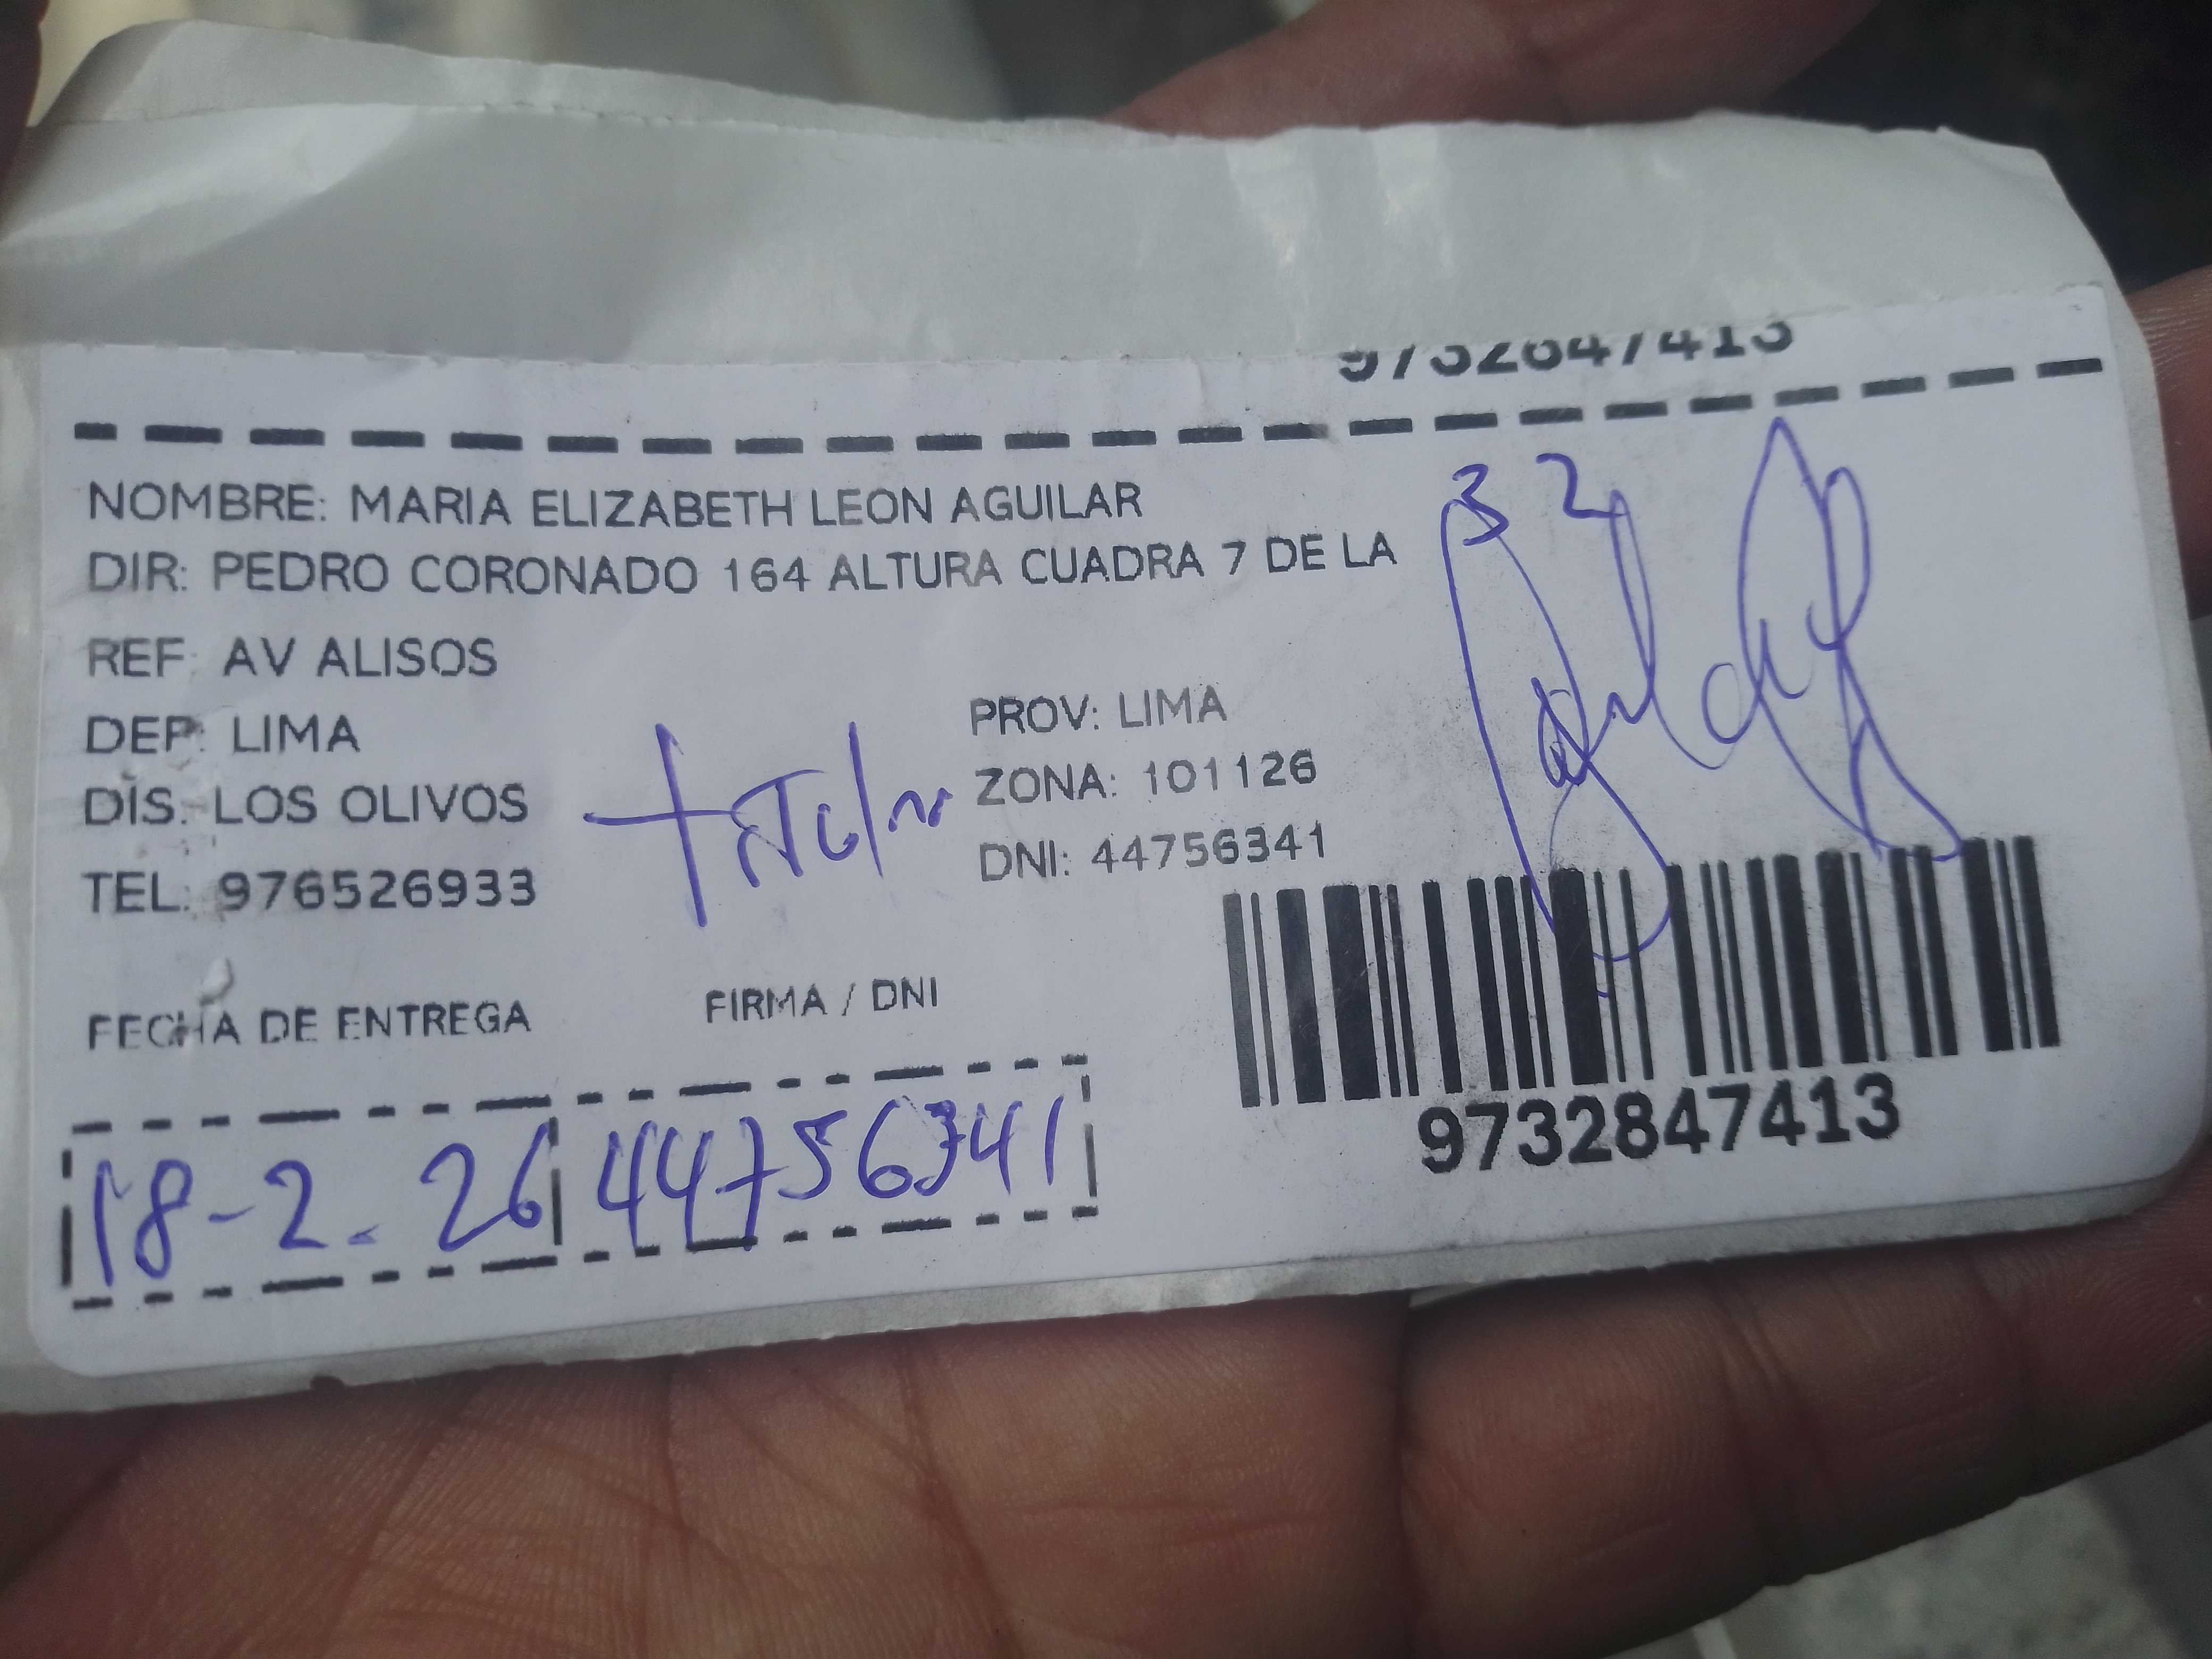 9732847413
NOMBRE: MARIA ELIZABETH LEON AGUILAR
32
DIR: PEDRO CORONADO 164 ALTURA CUADRA 7 DE LA
REF: AV ALISOS
DEP: LIMA
PROV: LIMA
DIS: LOS OLIVOS
titular
ZONA: 101126
TEL: 976526933
DNI: 44756341
FECHA DE ENTREGA
FIRMA / DNI
18-2-26
44756341
9732847413